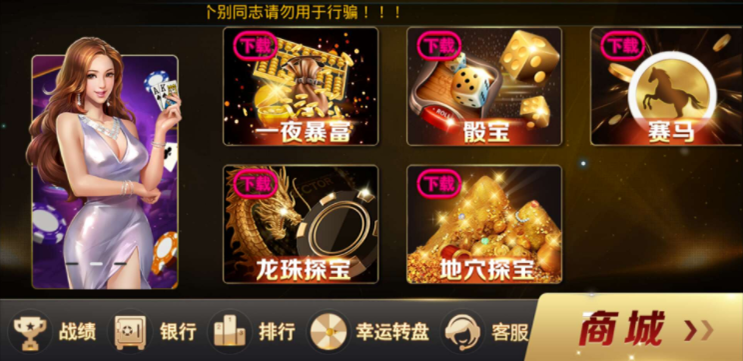 个别同志请勿用于行骗！！！
下载
一夜暴富
下载
骰宝
下载
赛马
下载
龙珠探宝
下载
地穴探宝
战绩
银行
排行
幸运转盘
客服
商城